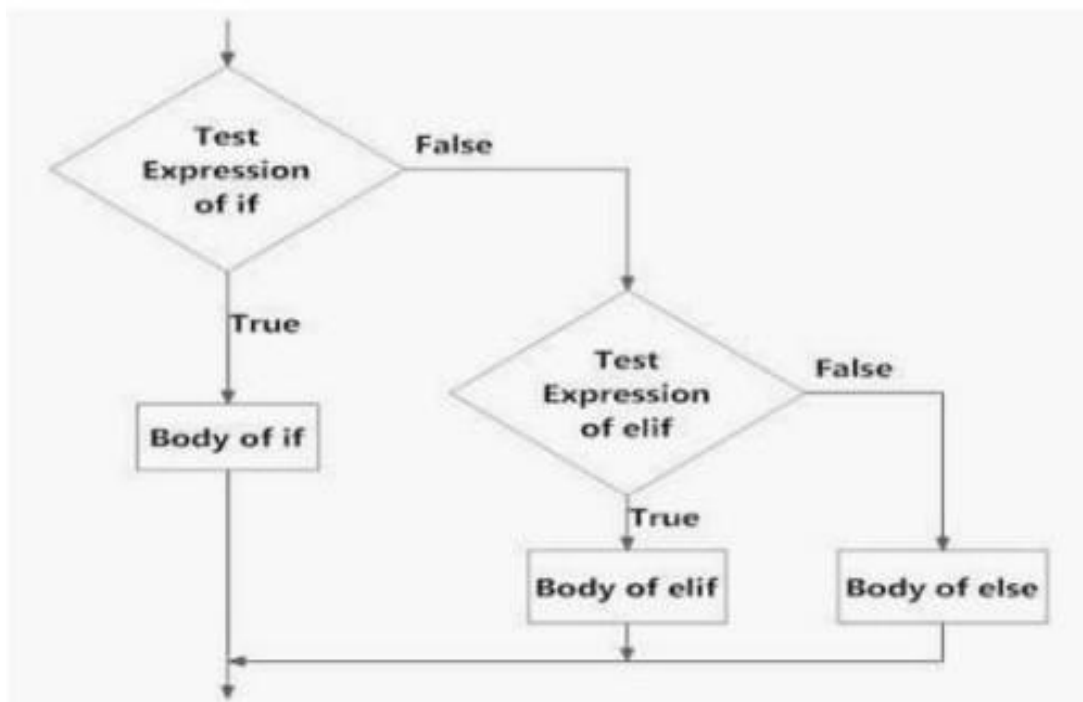 Test
Expression
of if
False
True
Body of if
Test
Expression
of elif
False
True
Body of elif
Body of else